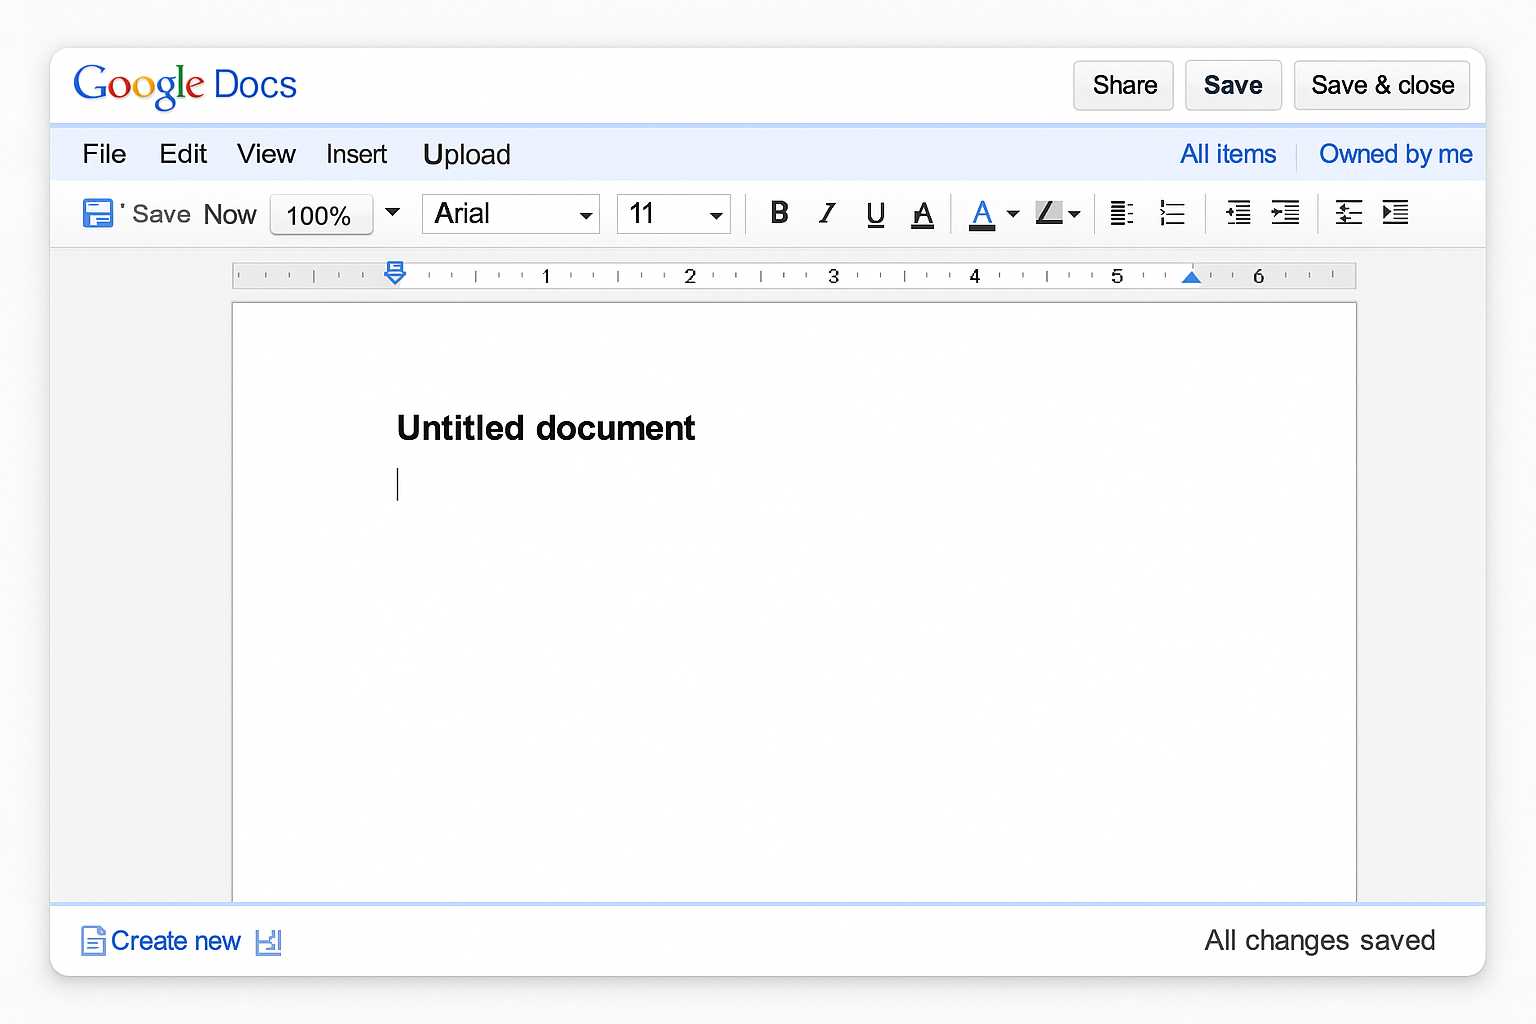 Google Docs Share Save Save & close
File Edit View Insert Upload All items Owned by me
Save Now 100% Arial 11 B I U A A
1 2 3 4 5 6
Untitled document
Create new All changes saved